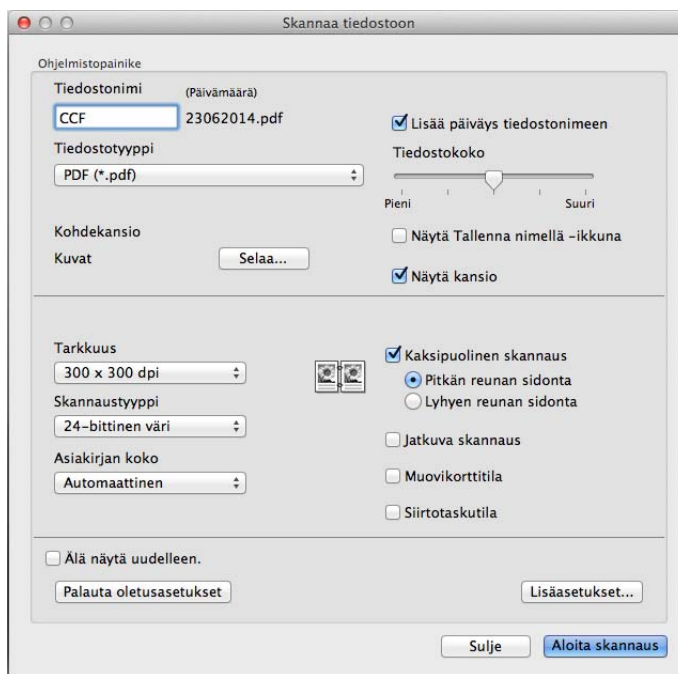 Skannaa tiedostoon
Ohjelmistopainike
Tiedostonimi (Päivämäärä)
CCF 23062014.pdf
Lisää päiväys tiedostonimeen
Tiedostotyyppi
PDF (*.pdf)
Tiedostokoko
Pieni Suuri
Kohdekansio
Kuvat Selaa...
Näytä Tallenna nimellä -ikkuna
Näytä kansio
Tarkkuus
300 x 300 dpi
Skannaustyyppi
24-bittinen väri
Asiakirjan koko
Automaattinen
Kaksipuolinen skannaus
Pitkän reunan sidonta
Lyhyen reunan sidonta
Jatkuva skannaus
Muovikorttitila
Siirtotaskutila
Älä näytä uudelleen.
Palauta oletusasetukset Lisäasetukset...
Sulje Aloita skannaus